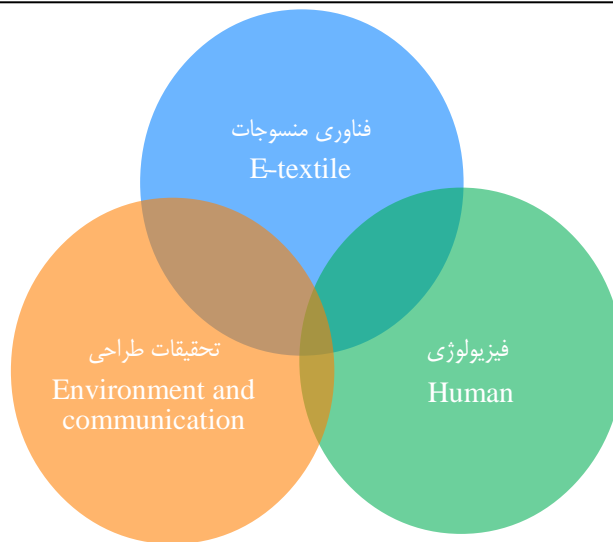 فناوری منسوجات
E-textile
تحقیقات طراحی
Environment and
communication
فیزیولوژی
Human